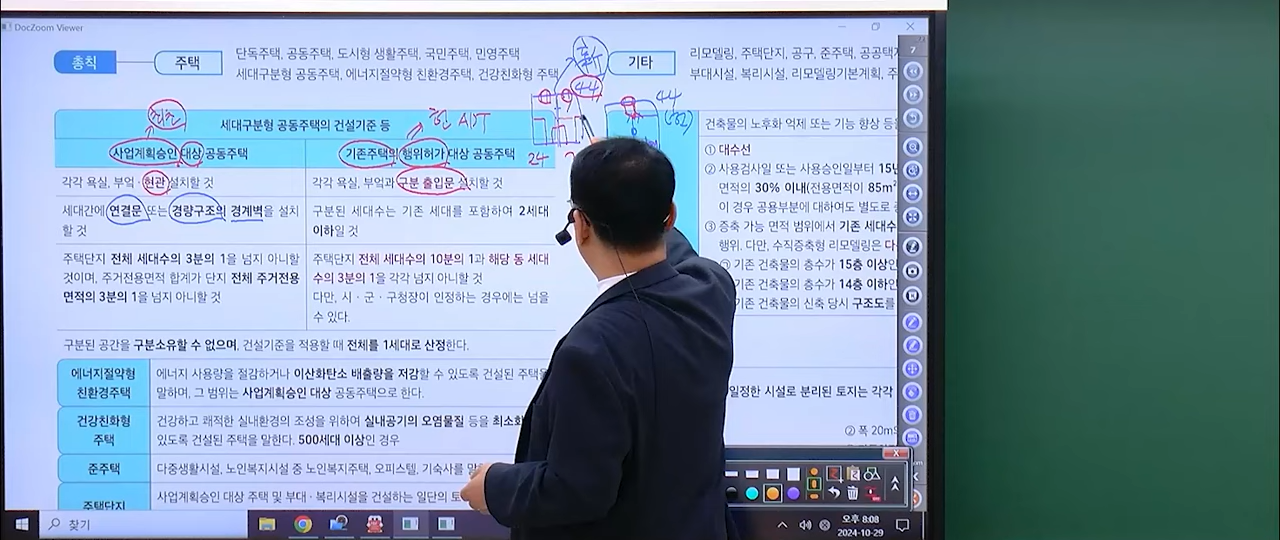 DocZoom Viewer
총칙
주택
단독주택, 공동주택, 도시형 생활주택, 국민주택, 민영주택
세대구분형 공동주택, 에너지절약형 친환경주택, 건강친화형 주택
기타
리모델링, 주택단지, 공구, 준주택, 공공택지
부대시설, 복리시설, 리모델링기본계획,
新
44
44
24
세대구분형 공동주택의 건설기준 등
사업계획승인 대상 공동주택
기존주택의 행위허가 대상 공동주택
각각 욕실, 부엌·현관 설치할 것
각각 욕실, 부엌과 구분 출입문 설치할 것
세대간에 연결문 또는 경량구조의 경계벽을 설치
할 것
구분된 세대수는 기존 세대를 포함하여 2세대
이하일 것
주택단지 전체 세대수의 3분의 1을 넘지 아니할
것이며, 주거전용면적 합계가 단지 전체 주거전용
면적의 3분의 1을 넘지 아니할 것
주택단지 전체 세대수의 10분의 1과 해당 동 세대
수의 3분의 1을 각각 넘지 아니할 것
다만, 시·군·구청장이 인정하는 경우에는 넘을
수 있다.
구분된 공간을 구분소유할 수 없으며, 건설기준을 적용할 때 전체를 1세대로 산정한다.
에너지절약형
친환경주택
에너지 사용량을 절감하거나 이산화탄소 배출량을 저감할 수 있도록 건설된 주택을
말하며, 그 범위는 사업계획승인 대상 공동주택으로 한다.
건강친화형
주택
건강하고 쾌적한 실내환경의 조성을 위하여 실내공기의 오염물질 등을 최소화
있도록 건설된 주택을 말한다. 500세대 이상인 경우
준주택
다중생활시설, 노인복지시설 중 노인복지주택, 오피스텔, 기숙사를
주택단지
사업계획승인 대상 주택 및 부대·복리시설을 건설하는 일단의
건축물의 노후화 억제 또는 기능 향상 등을
① 대수선
② 사용검사일 또는 사용승인일부터 15년
면적의 30% 이내(전용면적이 85m²
이 경우 공용부분에 대하여도 별도로
③ 증축 가능 면적 범위에서 기존 세대수
행위. 다만, 수직증축형 리모델링은
㉠ 기존 건축물의 층수가 15층 이상인
기존 건축물의 층수가 14층 이하인
기존 건축물의 신축 당시 구조도를
일정한 시설로 분리된 토지는 각각
② 폭 20m
7
찾기
오후 8:08
2024-10-29